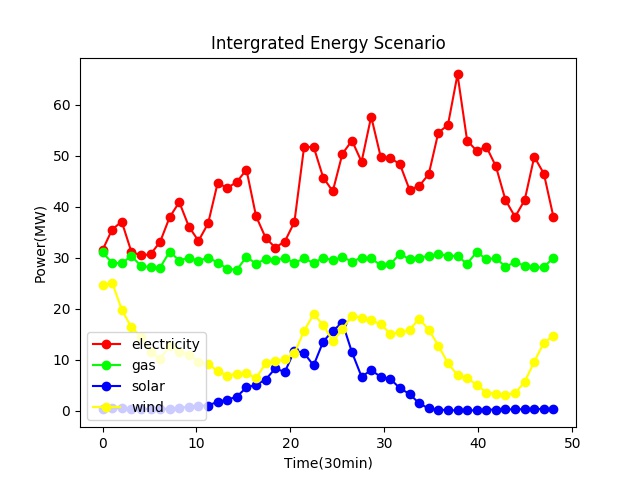 Intergrated Energy Scenario
Power(MW)
60
50
40
30
20
10
0
electricity
gas
solar
wind
0 10 20 30 40 50
Time(30min)